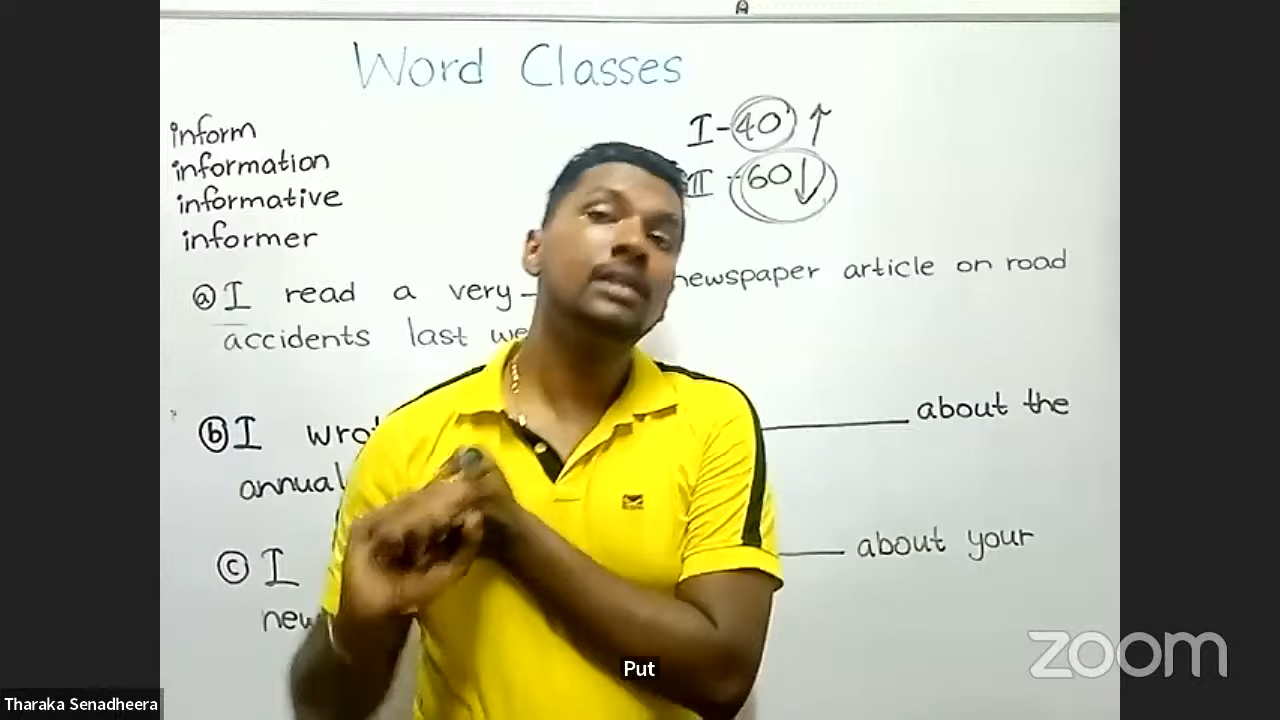 A
Word Classes
inform
information
informative
informer
I - 40 ↑
II - 60 ↓
ⓐ I read a very newspaper article on road
accidents last
ⓑ I about the
annual
ⓒ I about your
Put
zoom
Tharaka Senadheera